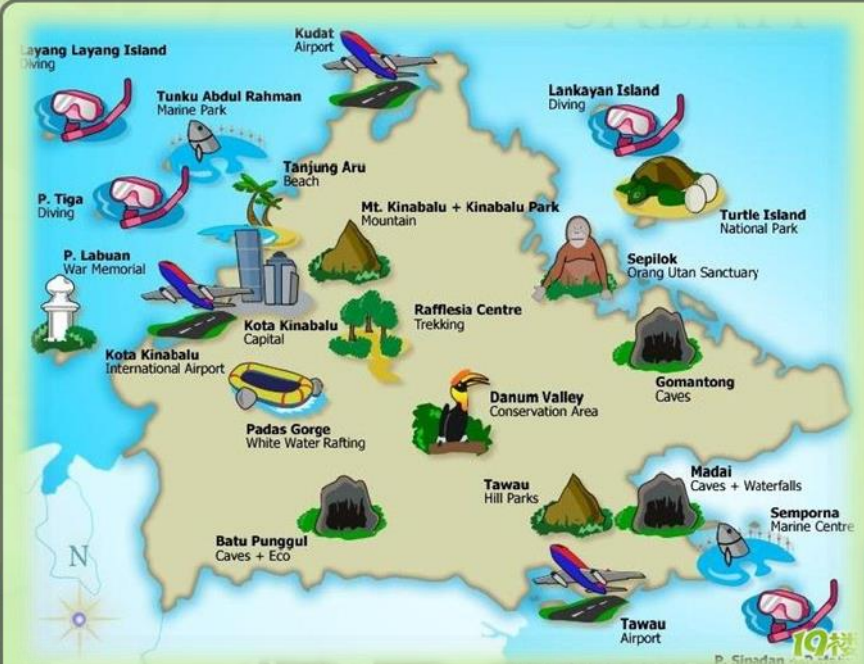 SABAH
Kudat
Airport
Layang Layang Island
Diving
Tunku Abdul Rahman
Marine Park
Lankayan Island
Diving
Tanjung Aru
Beach
P. Tiga
Diving
Mt. Kinabalu + Kinabalu Park
Mountain
Turtle Island
National Park
P. Labuan
War Memorial
Sepilok
Orang Utan Sanctuary
Kota Kinabalu
Capital
Rafflesia Centre
Trekking
Kota Kinabalu
International Airport
Gomantong
Caves
Danum Valley
Conservation Area
Padas Gorge
White Water Rafting
Madai
Caves + Waterfalls
Tawau
Hill Parks
Semporna
Marine Centre
Batu Punggul
Caves + Eco
N
Tawau
Airport
19楼
P. Sipadan